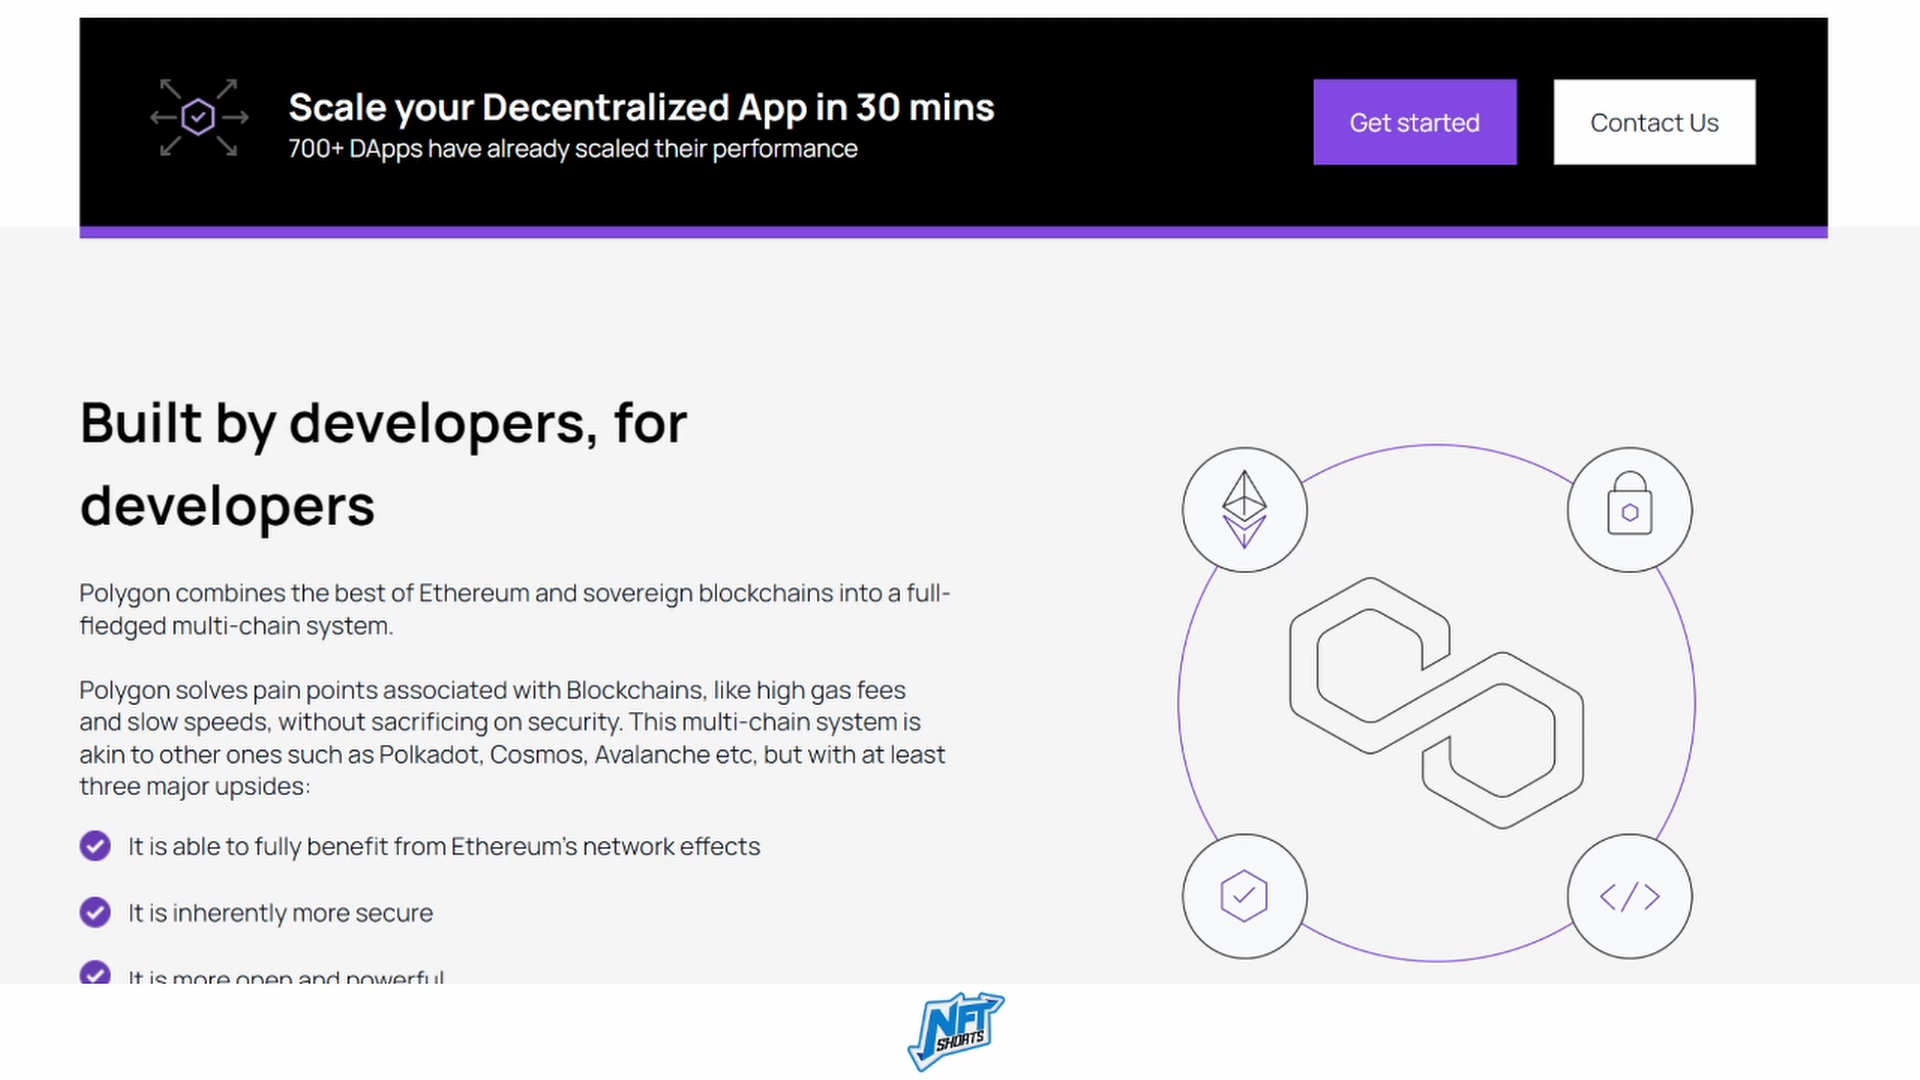 Scale your Decentralized App in 30 mins
700+ DApps have already scaled their performance
Get started
Contact Us
Built by developers, for
developers
Polygon combines the best of Ethereum and sovereign blockchains into a full-
fledged multi-chain system.
Polygon solves pain points associated with Blockchains, like high gas fees
and slow speeds, without sacrificing on security. This multi-chain system is
akin to other ones such as Polkadot, Cosmos, Avalanche etc, but with at least
three major upsides:
It is able to fully benefit from Ethereum's network effects
It is inherently more secure
It is more open and powerful
NFT
SHORTS